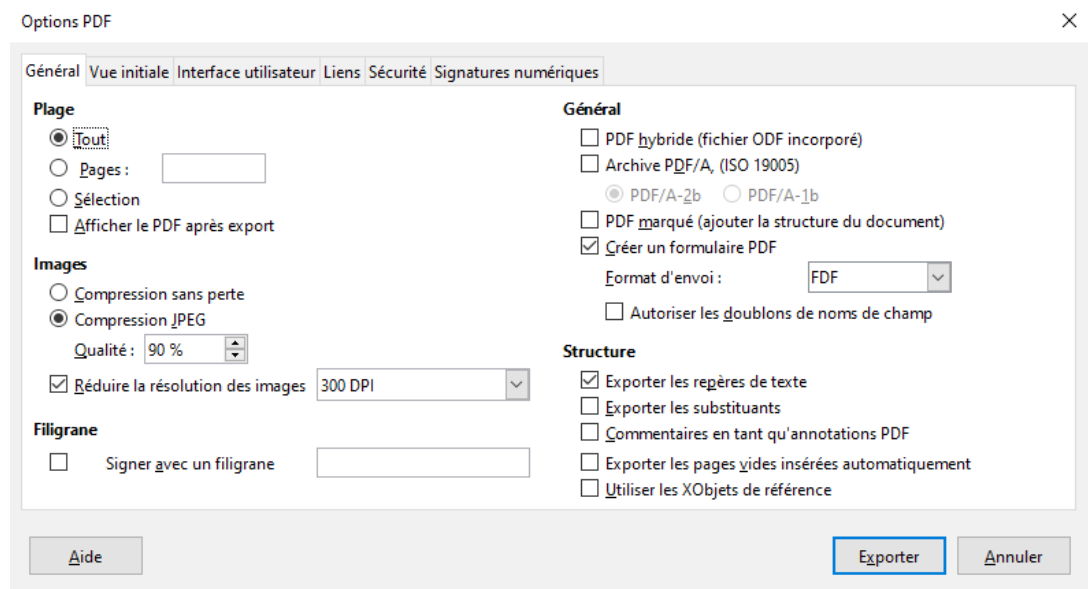 Options PDF
Général Vue initiale Interface utilisateur Liens Sécurité Signatures numériques
Plage
Tout
Pages :
Sélection
Afficher le PDF après export
Images
Compression sans perte
Compression JPEG
Qualité : 90 %
Réduire la résolution des images 300 DPI
Filigrane
Signer avec un filigrane
Général
PDF hybride (fichier ODF incorporé)
Archive PDF/A, (ISO 19005)
PDF/A-2b PDF/A-1b
PDF marqué (ajouter la structure du document)
Créer un formulaire PDF
Format d'envoi : FDF
Autoriser les doublons de noms de champ
Structure
Exporter les repères de texte
Exporter les substituants
Commentaires en tant qu'annotations PDF
Exporter les pages vides insérées automatiquement
Utiliser les XObjets de référence
Aide Exporter Annuler